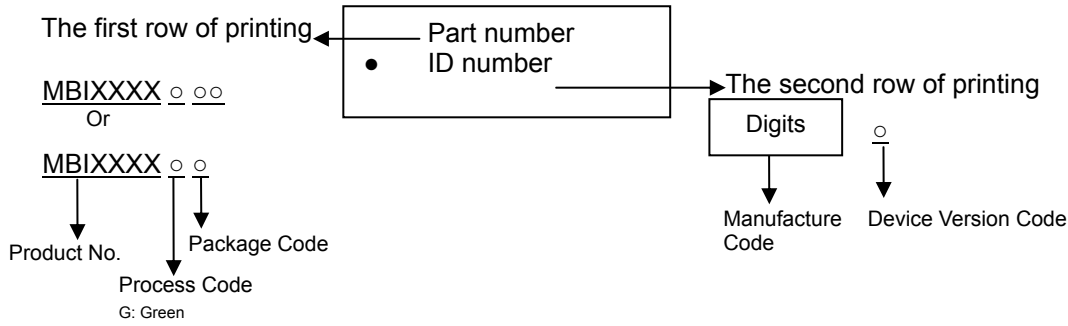 The first row of printing
Part number
● ID number
The second row of printing
MBIXXXX ○ ○○
Or
MBIXXXX ○ ○
Digits ○
Product No.
Process Code
G: Green
Package Code
Manufacture
Code
Device Version Code